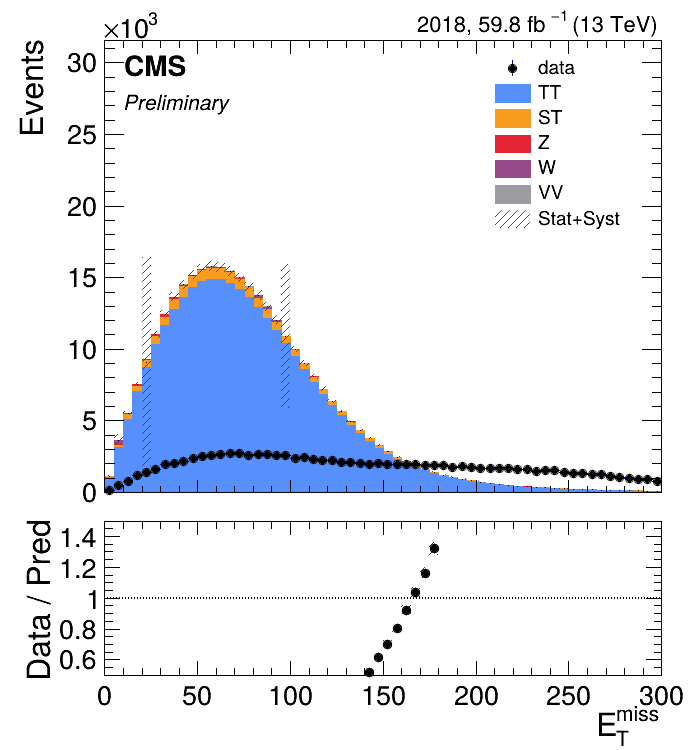 ×10³
2018, 59.8 fb⁻¹ (13 TeV)
Events
30
25
20
15
10
5
0
CMS
Preliminary
data
TT
ST
Z
W
VV
Stat+Syst
Data / Pred
1.4
1.2
1
0.8
0.6
0 50 100 150 200 250 300
E_T^miss